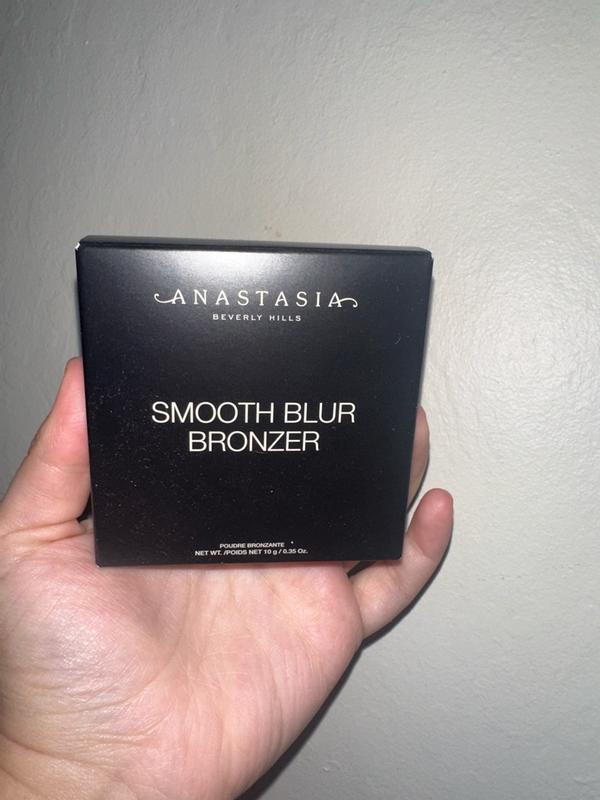 ANASTASIA
BEVERLY HILLS
SMOOTH BLUR
BRONZER
POUDRE BRONZANTE
NET WT. /POIDS NET 10 g / 0.35 Oz.